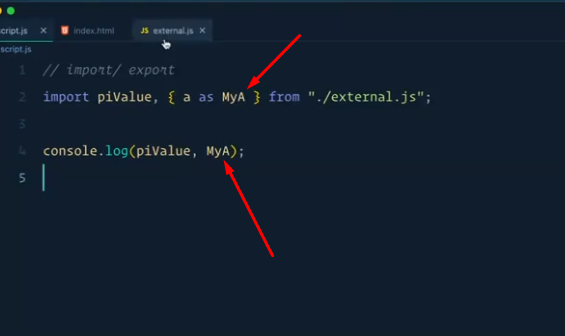 script.js index.html JS external.js
script.js
1 // import/ export
2 import piValue, { a as MyA } from "./external.js";
3
4 console.log(piValue, MyA);
5